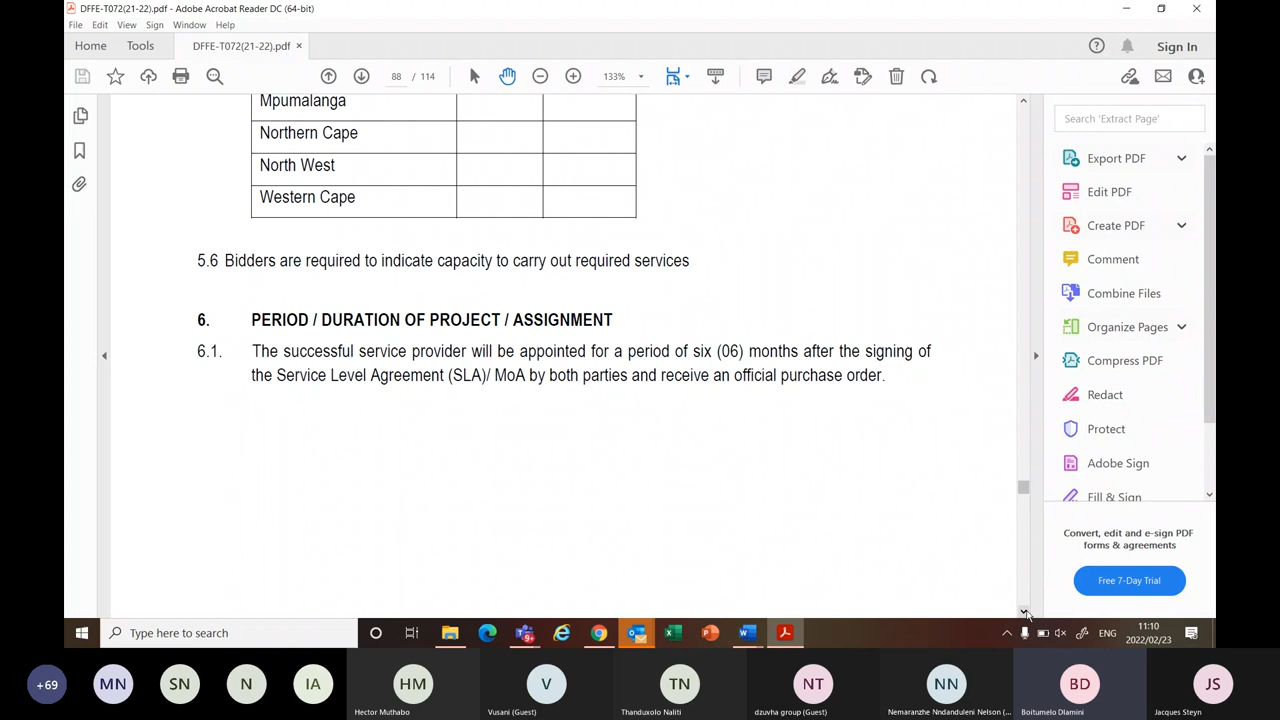 DFFE-T072(21-22).pdf - Adobe Acrobat Reader DC (64-bit)
File Edit View Sign Window Help
Home Tools DFFE-T072(21-22).pdf × Sign In
88 / 114 133%
Mpumalanga
Northern Cape
North West
Western Cape
5.6 Bidders are required to indicate capacity to carry out required services
6. PERIOD / DURATION OF PROJECT / ASSIGNMENT
6.1. The successful service provider will be appointed for a period of six (06) months after the signing of
the Service Level Agreement (SLA)/ MoA by both parties and receive an official purchase order.
Search 'Extract Page'
Export PDF
Edit PDF
Create PDF
Comment
Combine Files
Organize Pages
Compress PDF
Redact
Protect
Adobe Sign
Fill & Sign
Convert, edit and e-sign PDF
forms & agreements
Free 7-Day Trial
Type here to search
ENG
11:10
2022/02/23
+69 MN SN N IA HM V TN NT NN BD JS
Hector Muthabo Vusani (Guest) Thanduxolo Naliti dzuvha group (Guest) Nemaranzhe Nndanduleni Nelson (... Boitumelo Dlamini Jacques Steyn